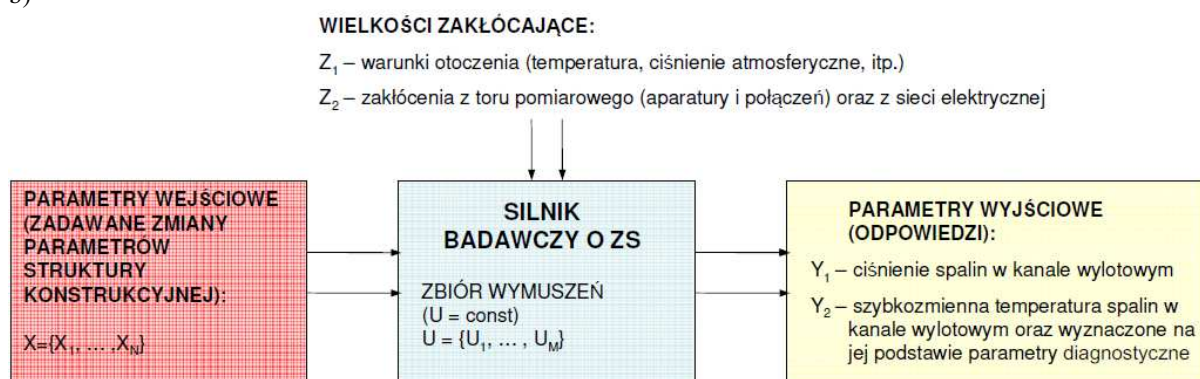 b)
WIELKOŚCI ZAKŁÓCAJĄCE:
Z1 – warunki otoczenia (temperatura, ciśnienie atmosferyczne, itp.)
Z2 – zakłócenia z toru pomiarowego (aparatury i połączeń) oraz z sieci elektrycznej
PARAMETRY WEJŚCIOWE
(ZADAWANE ZMIANY
PARAMETRÓW
STRUKTURY
KONSTRUKCYJNEJ):
X={X1, ... ,XN}
SILNIK
BADAWCZY O ZS
ZBIÓR WYMUSZEŃ
(U = const)
U = {U1, ... , UM}
PARAMETRY WYJŚCIOWE
(ODPOWIEDZI):
Y1 – ciśnienie spalin w kanale wylotowym
Y2 – szybkozmienna temperatura spalin w
kanale wylotowym oraz wyznaczone na
jej podstawie parametry diagnostyczne